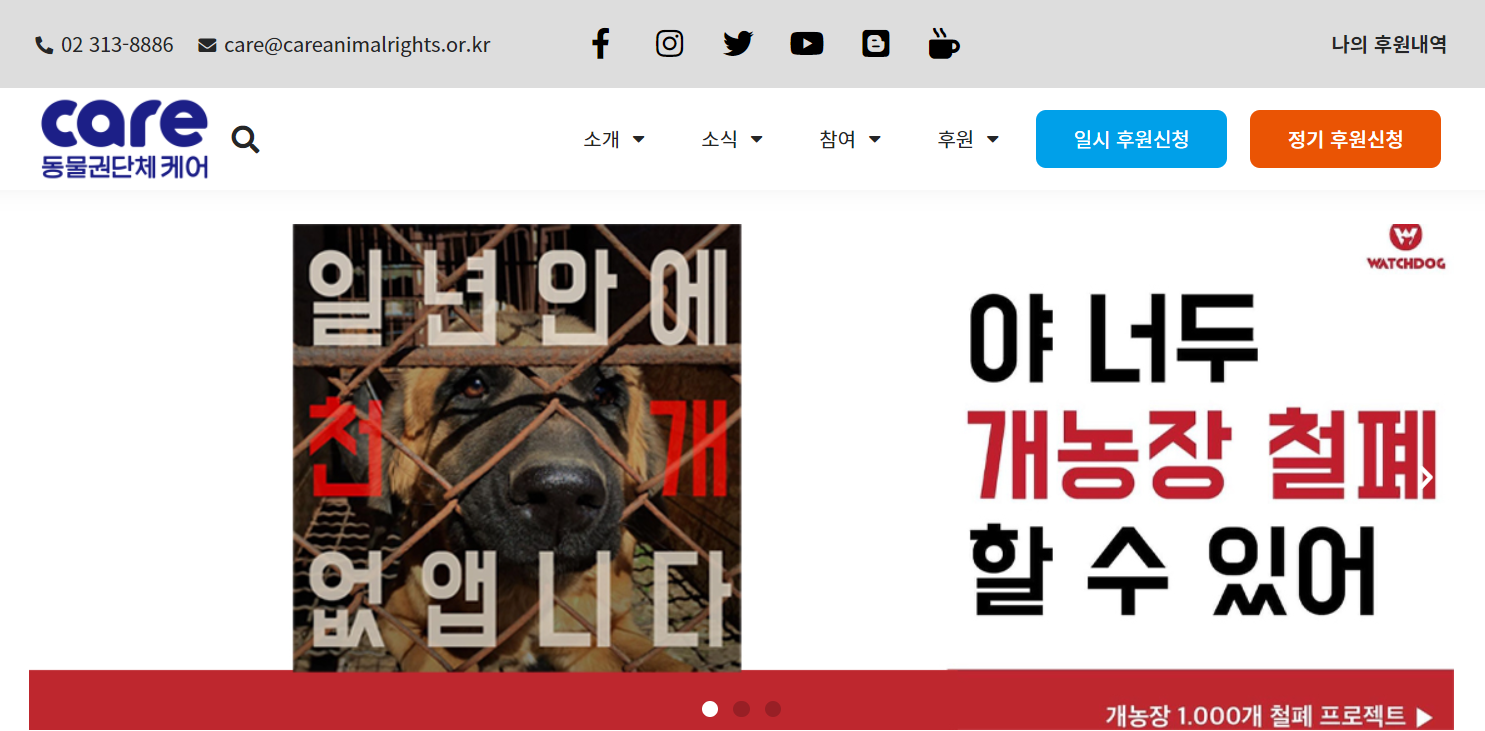 02 313-8886 care@careanimalrights.or.kr 나의 후원내역
care
동물권단체 케어
소개 소식 참여 후원 일시 후원신청 정기 후원신청
일 년 안 에
천 개
없 앱 니 다
WATCHDOG
야 너두
개농장 철폐
할 수 있어
개농장 1.000개 철폐 프로젝트 ▶